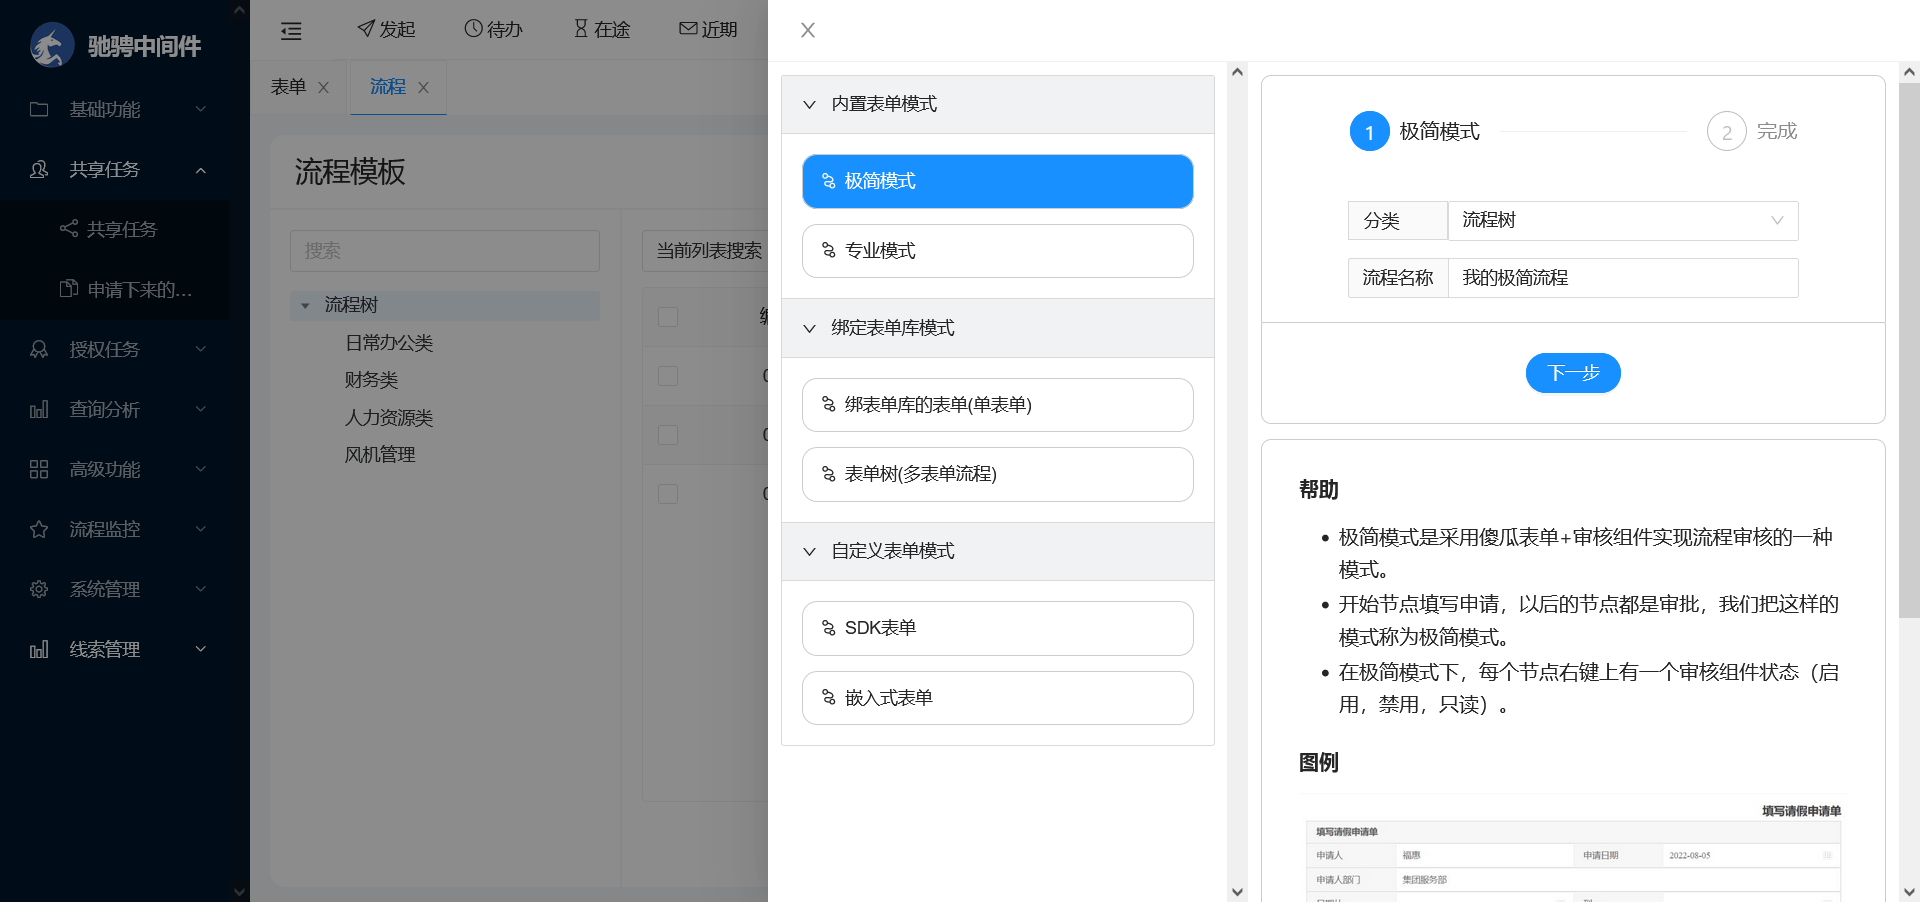 驰骋中间件
基础功能
共享任务
共享任务
申请下来的...
授权任务
查询分析
高级功能
流程监控
系统管理
线索管理
发起
待办
在途
近期
表单
流程
流程模板
搜索
流程树
日常办公类
财务类
人力资源类
风机管理
当前列表搜索
内置表单模式
极简模式
专业模式
绑定表单库模式
绑表单库的表单(单表单)
表单树(多表单流程)
自定义表单模式
SDK表单
嵌入式表单
1 极简模式
2 完成
分类 流程树
流程名称 我的极简流程
下一步
帮助
极简模式是采用傻瓜表单+审核组件实现流程审核的一种
模式。
开始节点填写申请，以后的节点都是审批，我们把这样的
模式称为极简模式。
在极简模式下，每个节点右键上有一个审核组件状态（启
用，禁用，只读）。
图例
填写请假申请单
填写请假申请单
申请人 福惠 申请日期 2022-08-05
申请人部门 集团服务部